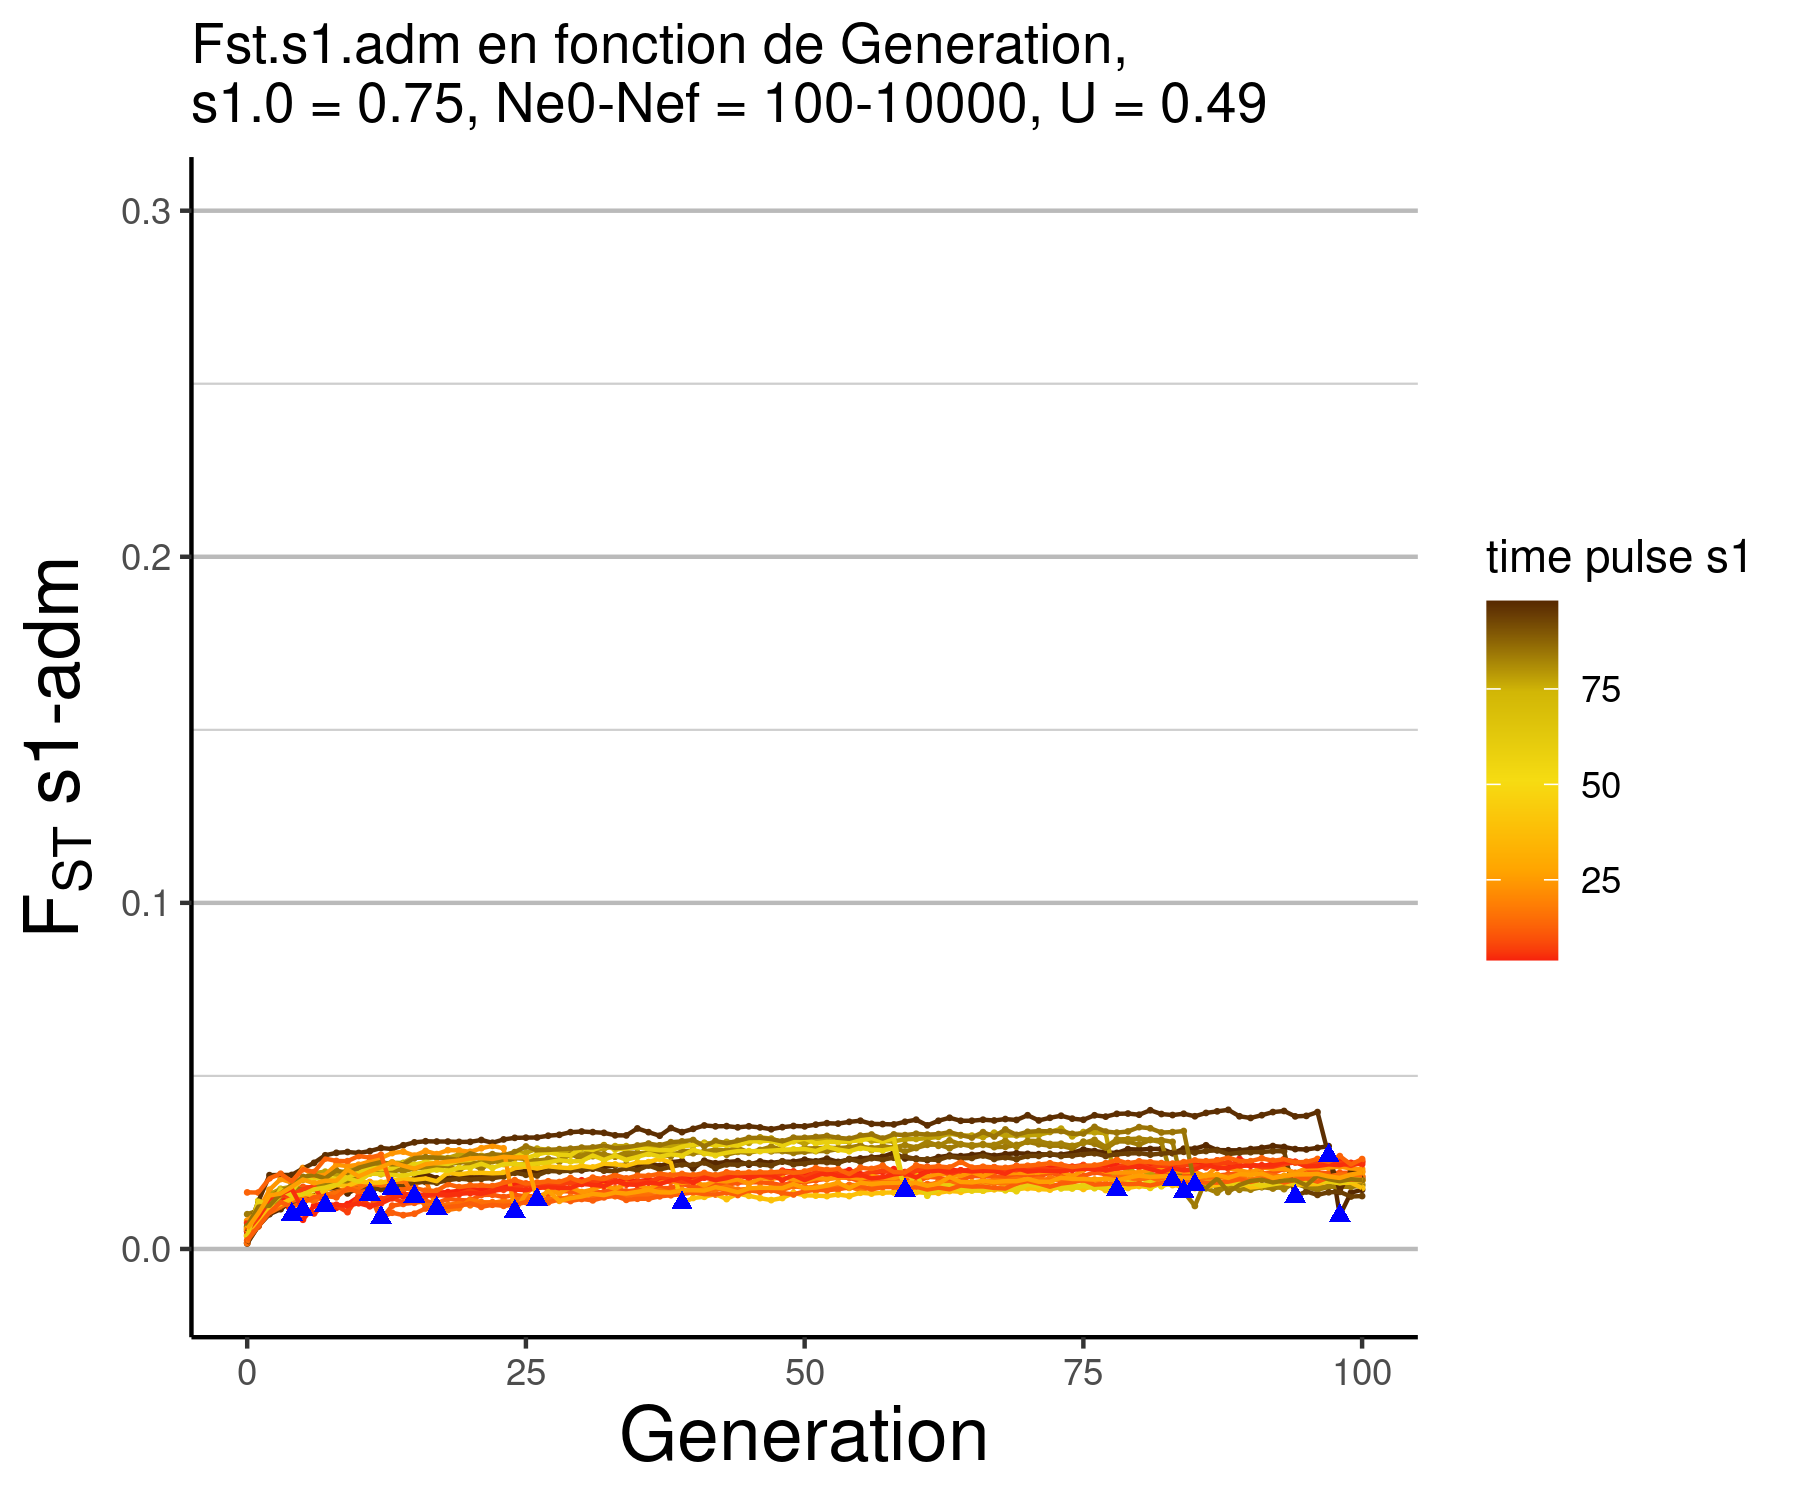 Fst.s1.adm en fonction de Generation,
s1.0 = 0.75, Ne0-Nef = 100-10000, U = 0.49
0.3
0.2
0.1
0.0
FST s1-adm
0 25 50 75 100
Generation
time pulse s1
75
50
25